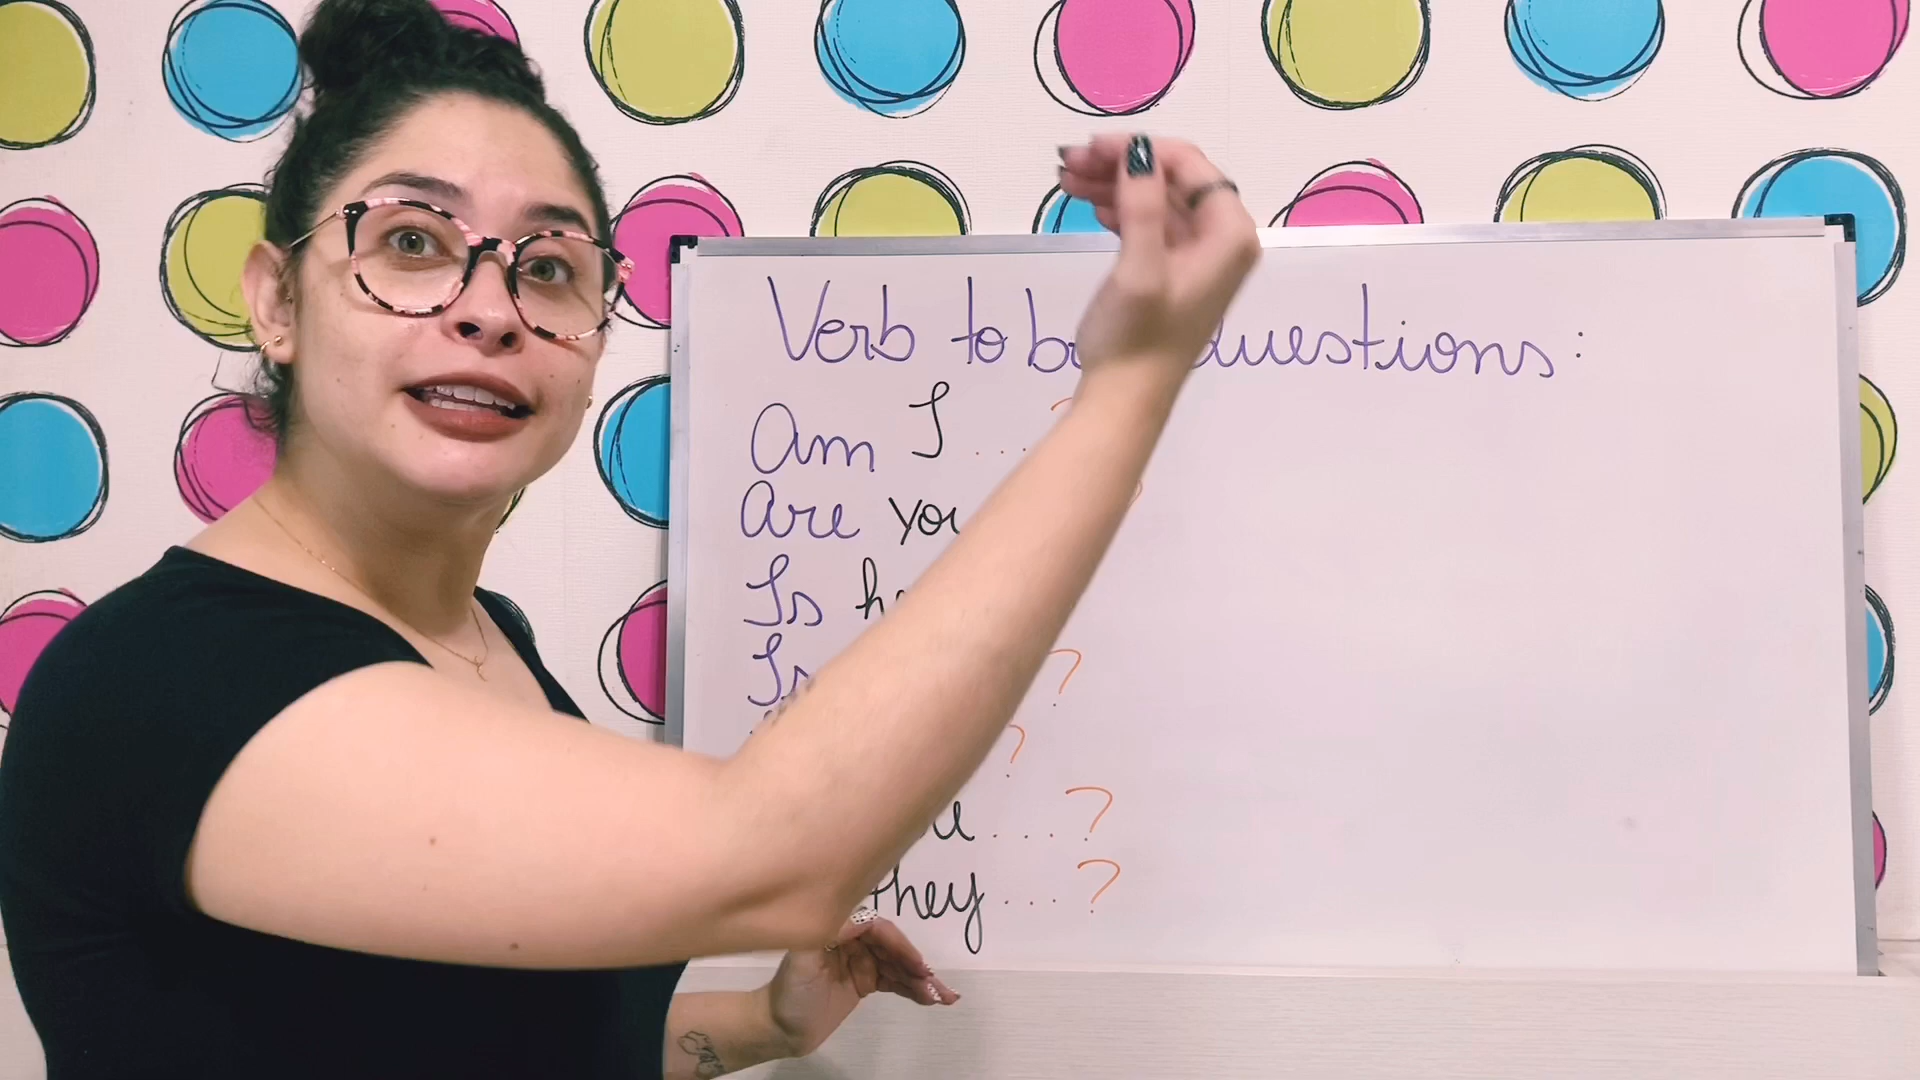 Verb to be questions:
Am I ... ?
Are you ?
Is he
Is ?
?
... ?
they ... ?